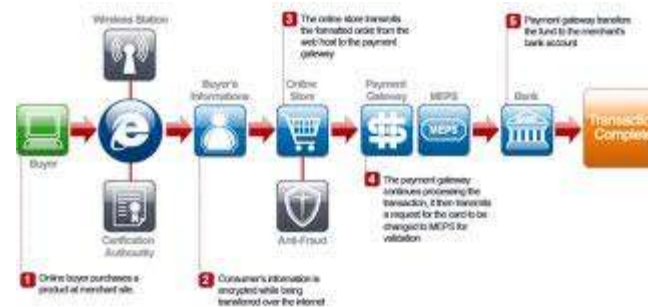 Wireless Station
3 The online store transmits
the formatted order from the
web host to the payment
gateway
5 Payment gateway transfers
the fund to the merchant's
bank account
Buyer's
Informations
Online
Store
Payment
Gateway
MEPS
Bank
MEPS
Transaction
Complete
Buyer
4 The payment gateway
continues processing the
transaction, it then transmits
a request for the card to be
changed to MEPS for
validation
Certification
Authourity
Anti-Fraud
1 Online buyer purchases a
product at merchant site.
2 Consumer's information is
encrypted while being
transferred over the internet